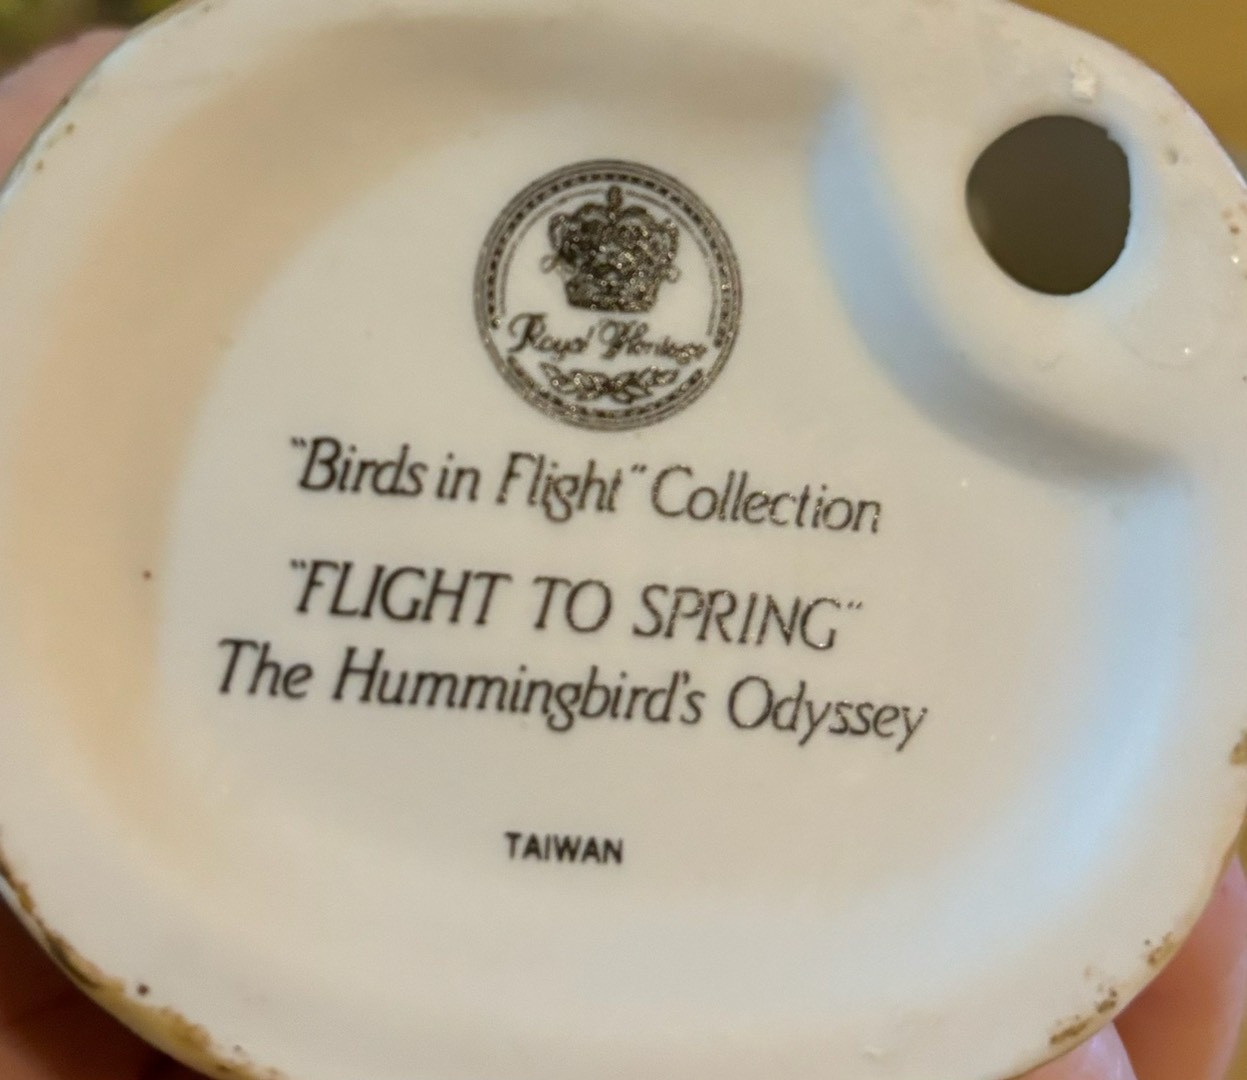 Royal Heritage
"Birds in Flight" Collection
"FLIGHT TO SPRING"
The Hummingbird's Odyssey
TAIWAN